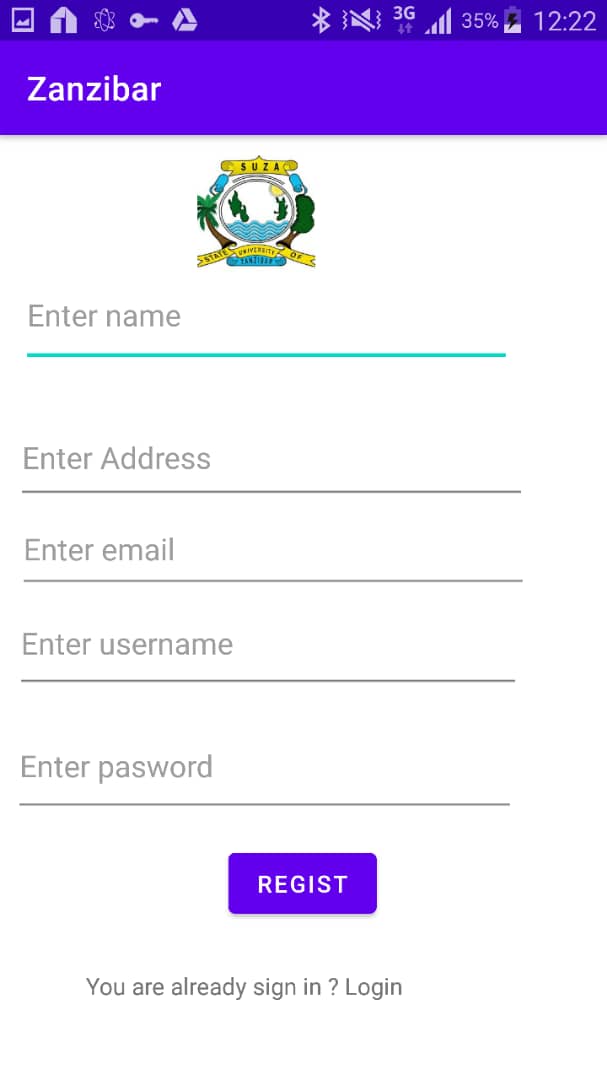 3G 35% 12:22
Zanzibar
SUZA
STATE UNIVERSITY OF
ZANZIBAR
Enter name
Enter Address
Enter email
Enter username
Enter pasword
REGIST
You are already sign in ? Login